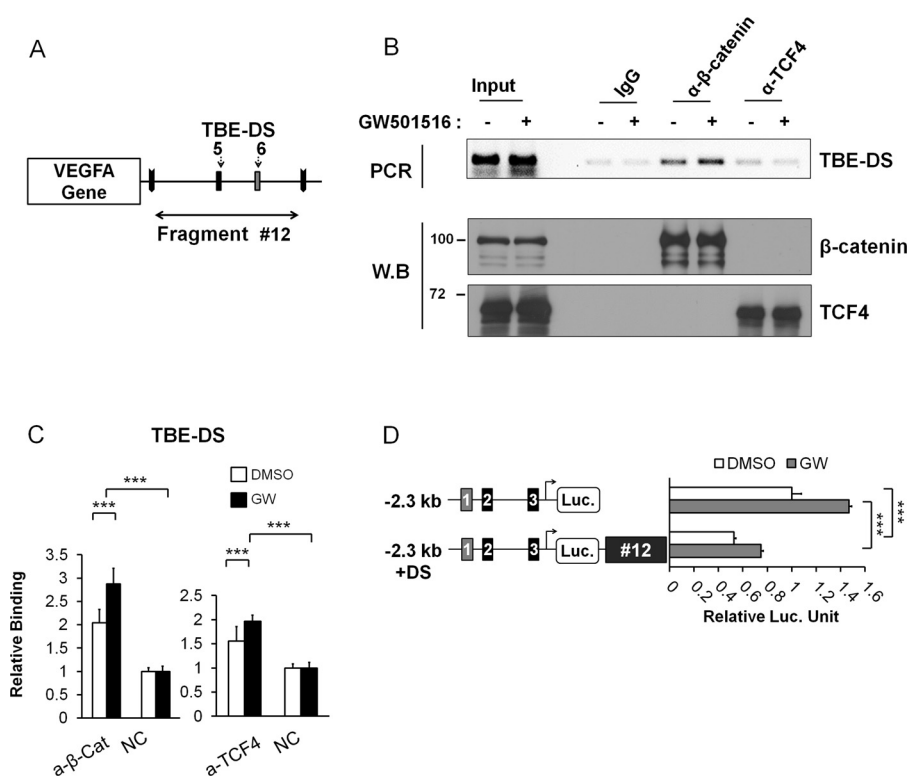 A
TBE-DS
5 6
VEGFA
Gene
Fragment #12
B
Input IgG α-β-catenin α-TCF4
GW501516 : - + - + - + - +
PCR TBE-DS
W.B
100 β-catenin
72 TCF4
C
TBE-DS
DMSO
GW
***
***
***
***
Relative Binding
3.5
3
2.5
2
1.5
1
0.5
0
a-β-Cat NC
2.5
2
1.5
1
0.5
0
a-TCF4 NC
D
DMSO GW
-2.3 kb 1 2 3 Luc.
-2.3 kb 1 2 3 Luc. #12
+DS
***
***
0 0.2 0.4 0.6 0.8 1 1.2 1.4 1.6
Relative Luc. Unit